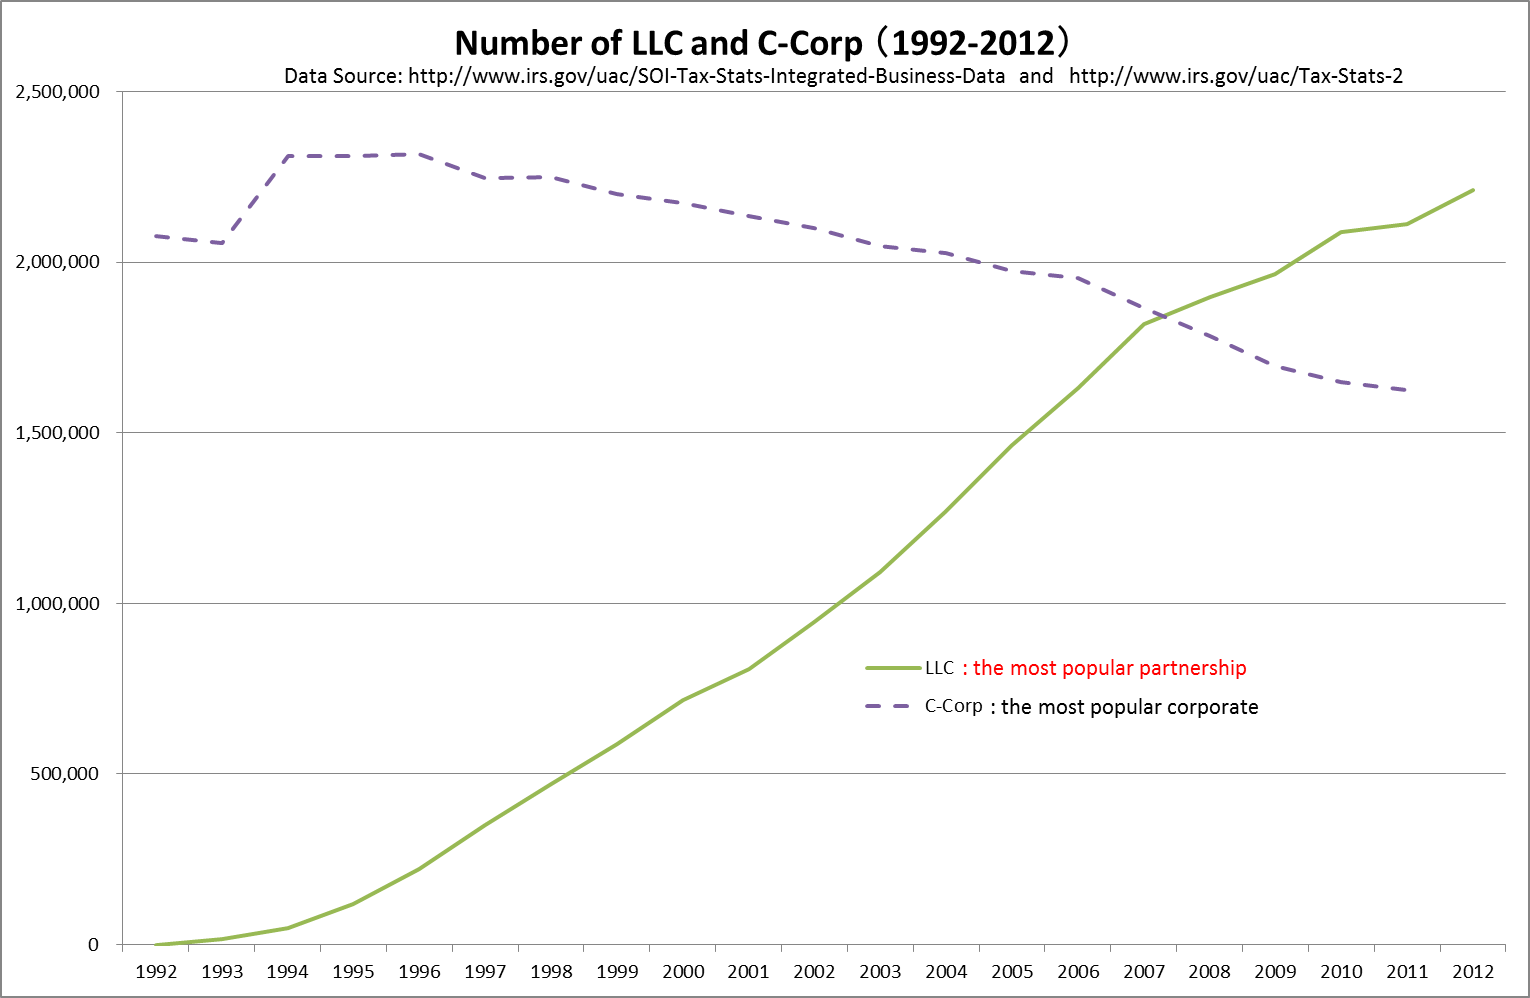 Number of LLC and C-Corp（1992-2012）
Data Source: http://www.irs.gov/uac/SOI-Tax-Stats-Integrated-Business-Data and http://www.irs.gov/uac/Tax-Stats-2
2,500,000
2,000,000
1,500,000
1,000,000
500,000
0
LLC : the most popular partnership
C-Corp : the most popular corporate
1992 1993 1994 1995 1996 1997 1998 1999 2000 2001 2002 2003 2004 2005 2006 2007 2008 2009 2010 2011 2012